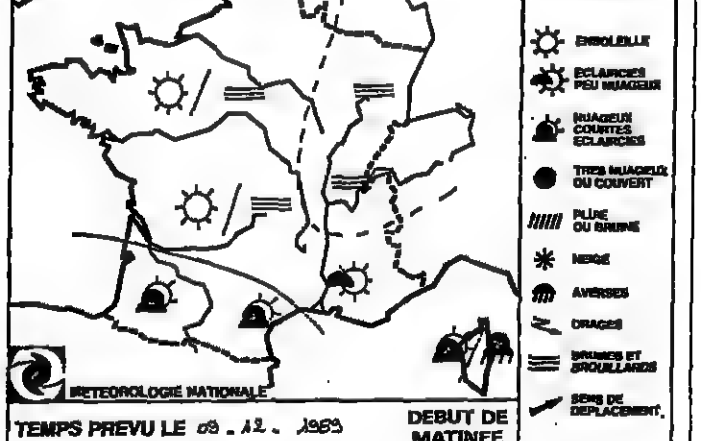 ENSOLEILLE
ECLAIRCIES
PEU NUAGEUX
NUAGEUX
COURTES
ECLAIRCIES
TRES NUAGEUX
OU COUVERT
PLUIE
OU BRUINE
NEIGE
AVERSES
ORAGES
BRUMES ET
BROUILLARDS
SENS DE
DEPLACEMENT
METEOROLOGIE NATIONALE
TEMPS PREVU LE 09.12.1989
DEBUT DE
MATINEE